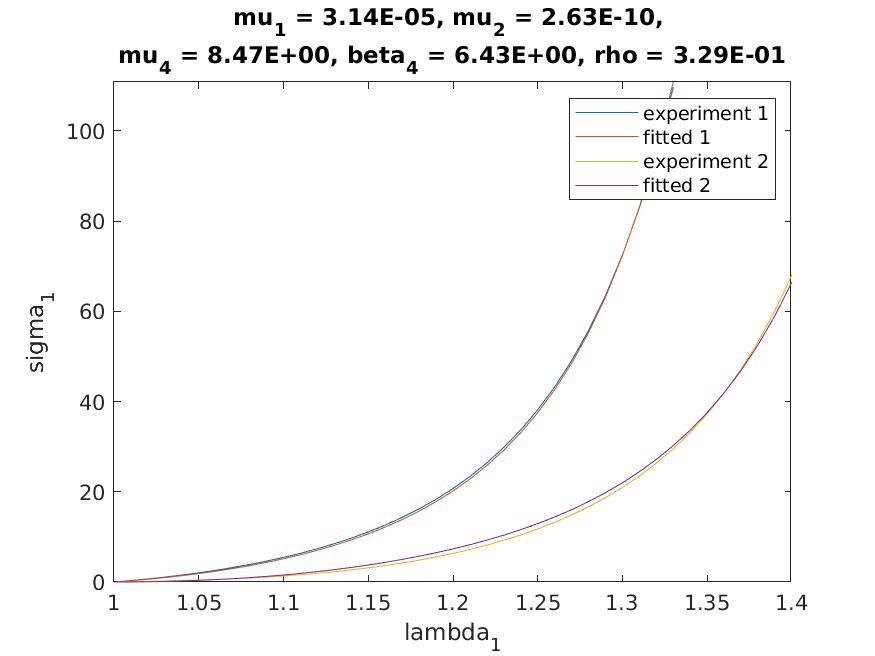 mu1 = 3.14E-05, mu2 = 2.63E-10,
mu4 = 8.47E+00, beta4 = 6.43E+00, rho = 3.29E-01
experiment 1
fitted 1
experiment 2
fitted 2
100
80
60
40
20
0
sigma1
1
1.05
1.1
1.15
1.2
1.25
1.3
1.35
1.4
lambda1